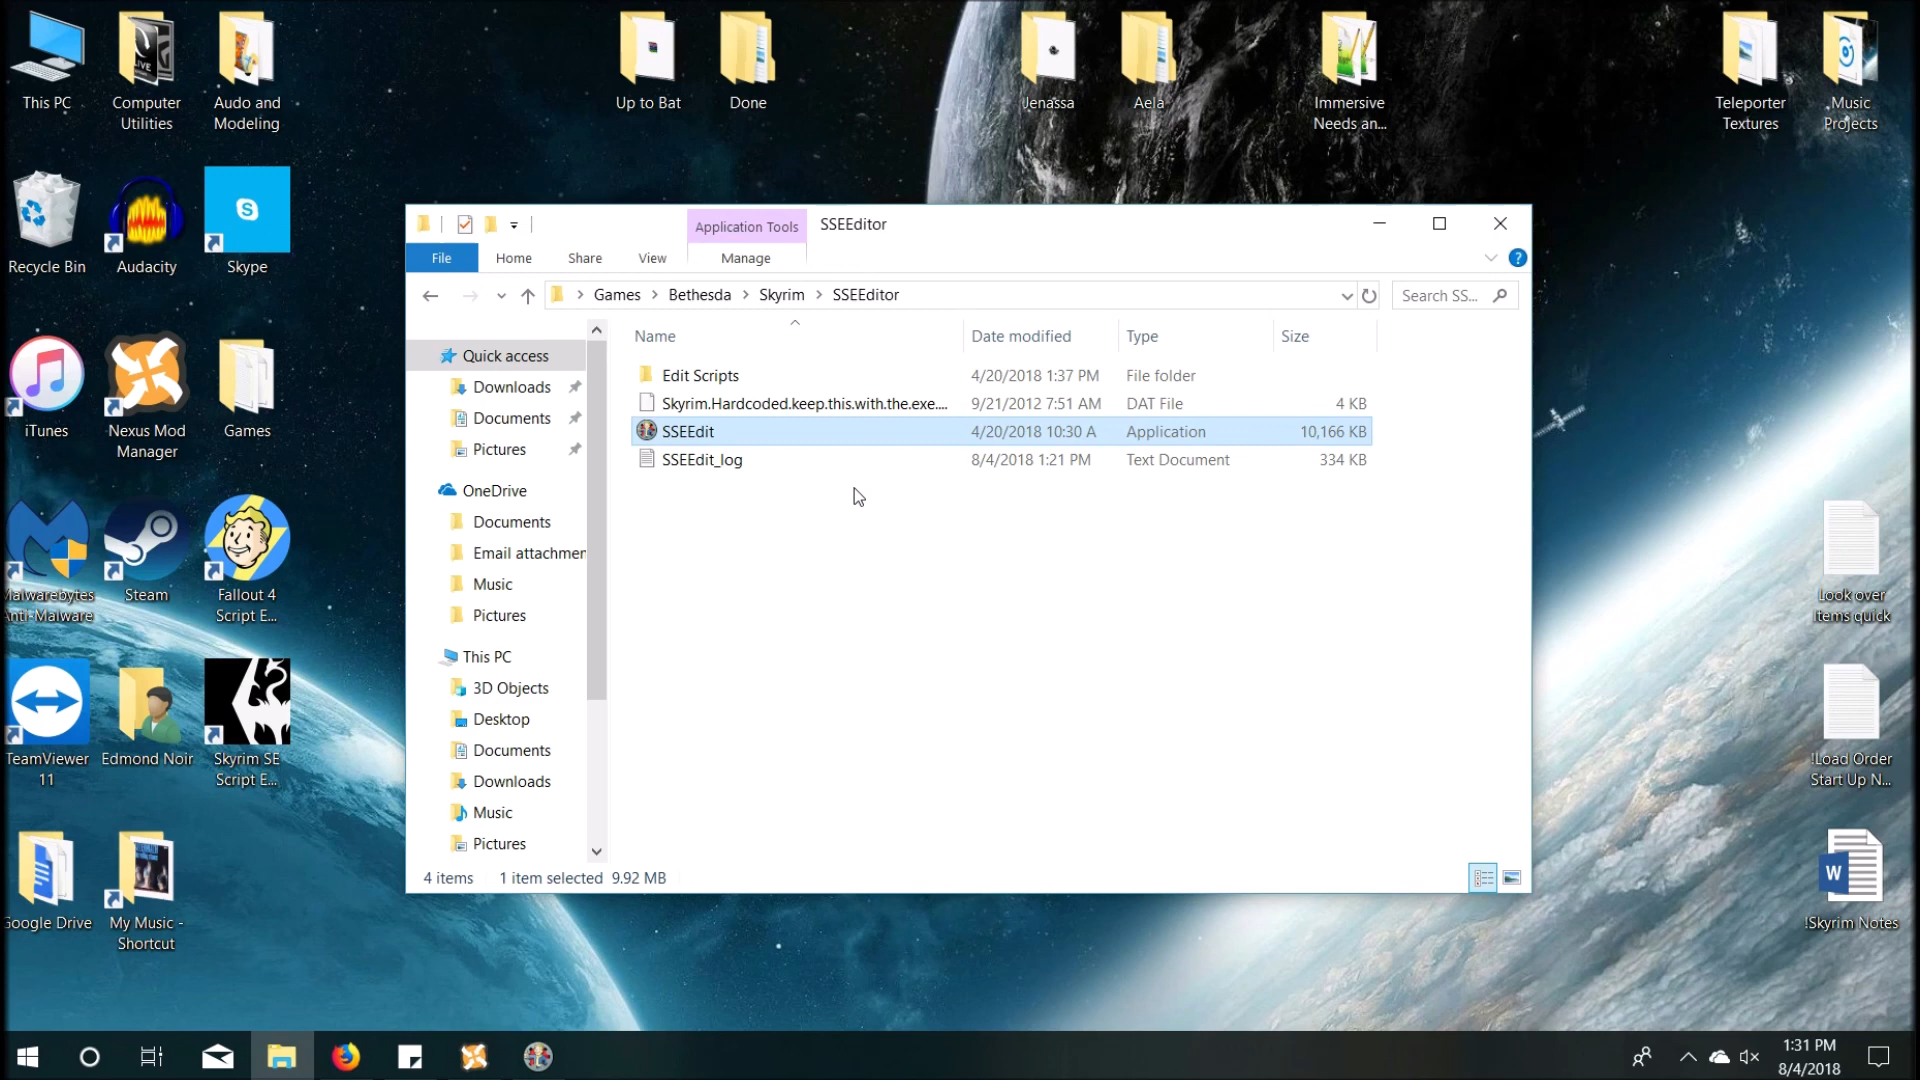 This PC
Computer
Utilities
Audo and
Modeling
Up to Bat
Done
Jenassa
Aela
Immersive
Needs an...
Teleporter
Textures
Music
Projects
Recycle Bin
Audacity
Skype
iTunes
Nexus Mod
Manager
Games
Malwarebytes
Anti-Malware
Steam
Fallout 4
Script E...
TeamViewer
11
Edmond Noir
Skyrim SE
Script E...
Google Drive
My Music -
Shortcut
Application Tools
SSEEditor
File
Home
Share
View
Manage
?
Games
Bethesda
Skyrim
SSEEditor
Search SS...
Quick access
Downloads
Documents
Pictures
OneDrive
Documents
Email attachmen
Music
Pictures
This PC
3D Objects
Desktop
Documents
Downloads
Music
Pictures
Name Date modified Type Size
Edit Scripts 4/20/2018 1:37 PM File folder
Skyrim.Hardcoded.keep.this.with.the.exe.... 9/21/2012 7:51 AM DAT File 4 KB
SSEEdit 4/20/2018 10:30 A Application 10,166 KB
SSEEdit_log 8/4/2018 1:21 PM Text Document 334 KB
4 items 1 item selected 9.92 MB
Look over
items quick
!Load Order
Start Up N...
W
!Skyrim Notes
1:31 PM
8/4/2018